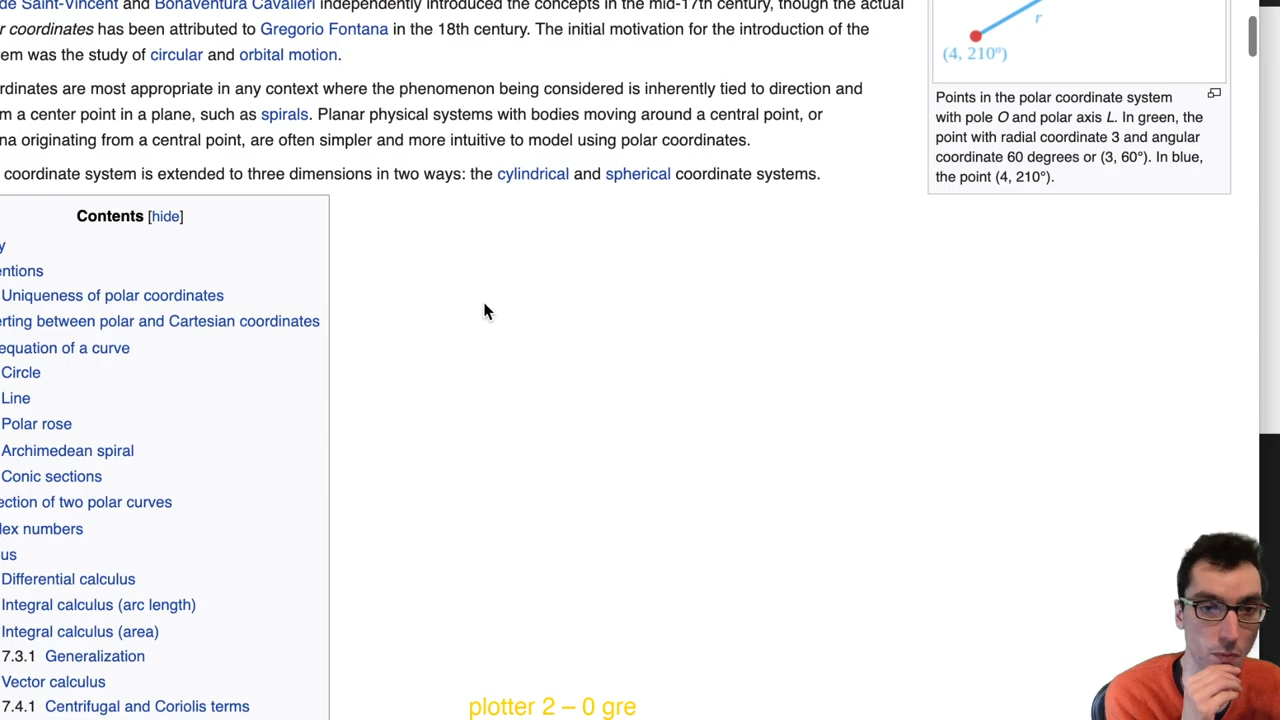 de Saint-Vincent and Bonaventura Cavalieri independently introduced the concepts in the mid-17th century, though the actual
r coordinates has been attributed to Gregorio Fontana in the 18th century. The initial motivation for the introduction of the
em was the study of circular and orbital motion.
rdinates are most appropriate in any context where the phenomenon being considered is inherently tied to direction and
m a center point in a plane, such as spirals. Planar physical systems with bodies moving around a central point, or
na originating from a central point, are often simpler and more intuitive to model using polar coordinates.
coordinate system is extended to three dimensions in two ways: the cylindrical and spherical coordinate systems.
r
(4, 210°)
Points in the polar coordinate system
with pole O and polar axis L. In green, the
point with radial coordinate 3 and angular
coordinate 60 degrees or (3, 60°). In blue,
the point (4, 210°).
Contents [hide]
y
entions
Uniqueness of polar coordinates
erting between polar and Cartesian coordinates
equation of a curve
Circle
Line
Polar rose
Archimedean spiral
Conic sections
ection of two polar curves
lex numbers
us
Differential calculus
Integral calculus (arc length)
Integral calculus (area)
7.3.1 Generalization
Vector calculus
7.4.1 Centrifugal and Coriolis terms
plotter 2 – 0 gre